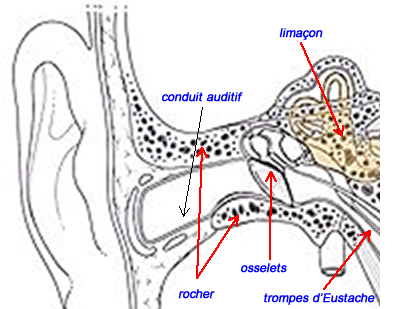 limaçon
conduit auditif
osselets
rocher
trompes d'Eustache